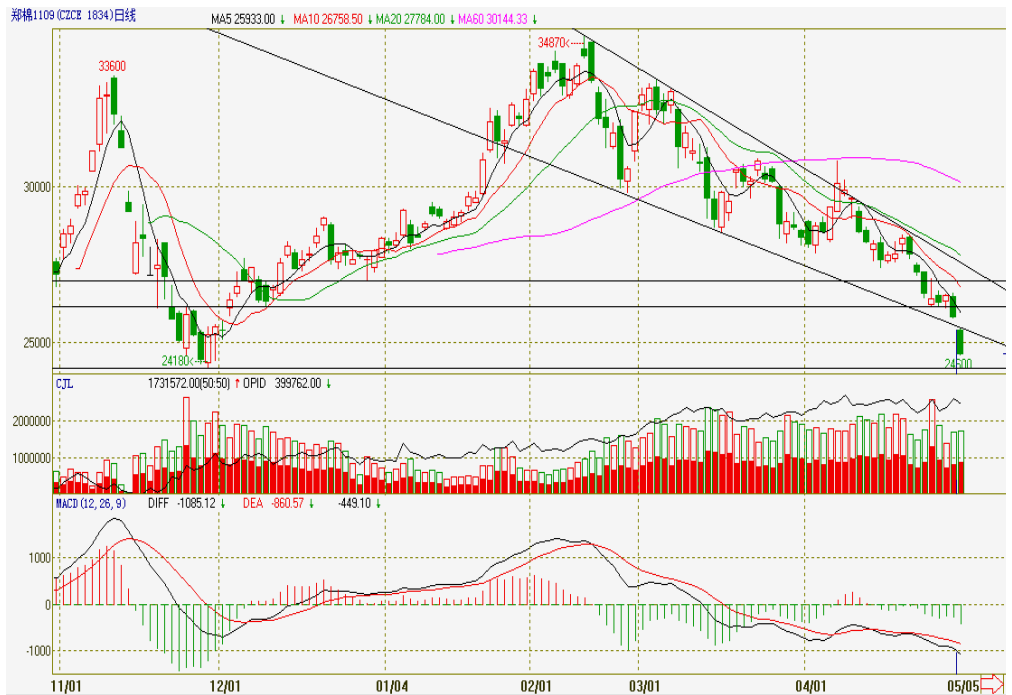 郑棉1109(CZCE 1834)日线 MA5 25933.00 ↓ MA10 26758.50 ↓ MA20 27784.00 ↓ MA60 30144.33 ↓
34870
33600
30000
25000
24180
24600
CJL 1731572.00(50:50) ↑ OPID 399762.00 ↓
2000000
1000000
MACD(12,26,9) DIFF -1085.12 ↓ DEA -860.57 ↓ -449.10 ↓
1000
0
-1000
11/01 12/01 01/04 02/01 03/01 04/01 05/05